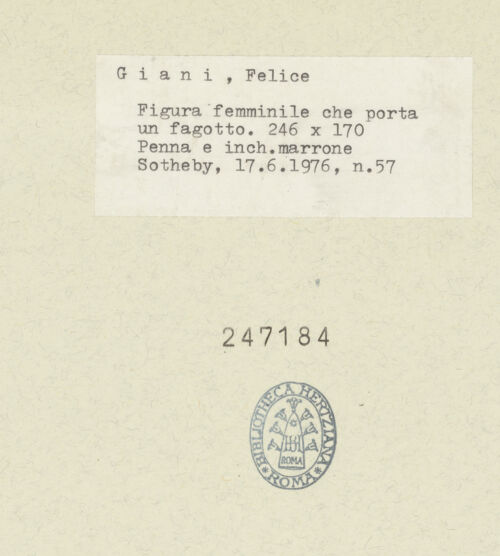 G i a n i , Felice
Figura femminile che porta
un fagotto. 246 x 170
Penna e inch.marrone
Sotheby, 17.6.1976, n.57
247184
BIBLIOTHECA HERTZIANA
ROMA
* ROMA *